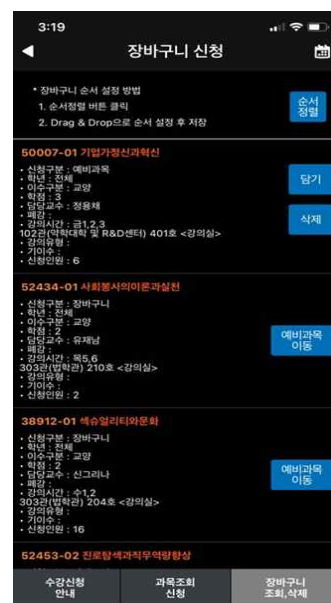 3:19
장바구니 신청
* 장바구니 순서 설정 방법
1. 순서정렬 버튼 클릭
2. Drag & Drop으로 순서 설정 후 저장
순서
정렬
50007-01 기업가정신과혁신
· 신청구분 : 예비과목
· 학년 : 전체
· 이수구분 : 교양
· 학점 : 3
· 담당교수 : 정용채
· 폐강 :
· 강의시간 : 금1,2,3
102관(약학대학 및 R&D센터) 401호 <강의실>
· 강의유형 :
· 기이수 :
· 신청인원 : 6
담기
삭제
52434-01 사회봉사의이론과실천
· 신청구분 : 장바구니
· 학년 : 전체
· 이수구분 : 교양
· 학점 : 2
· 담당교수 : 유재남
· 폐강 :
· 강의시간 : 목5,6
303관(법학관) 210호 <강의실>
· 강의유형 :
· 기이수 :
· 신청인원 : 2
예비과목
이동
38912-01 섹슈얼리티와문화
· 신청구분 : 장바구니
· 학년 : 전체
· 이수구분 : 교양
· 학점 : 2
· 담당교수 : 신그리나
· 폐강 :
· 강의시간 : 수1,2
303관(법학관) 204호 <강의실>
· 강의유형 :
· 기이수 :
· 신청인원 : 16
예비과목
이동
52453-02 진로탐색과직무역량향상
수강신청
안내
과목조회
신청
장바구니
조회,삭제